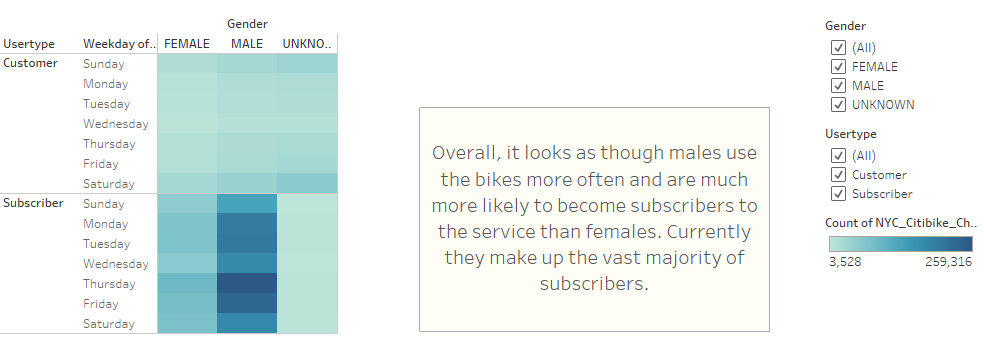 Gender
Usertype Weekday of.. FEMALE MALE UNKNO..
Customer Sunday
Monday
Tuesday
Wednesday
Thursday
Friday
Saturday
Subscriber Sunday
Monday
Tuesday
Wednesday
Thursday
Friday
Saturday
Overall, it looks as though males use
the bikes more often and are much
more likely to become subscribers to
the service than females. Currently
they make up the vast majority of
subscribers.
Gender
(All)
FEMALE
MALE
UNKNOWN
Usertype
(All)
Customer
Subscriber
Count of NYC_Citibike_Ch..
3,528 259,316